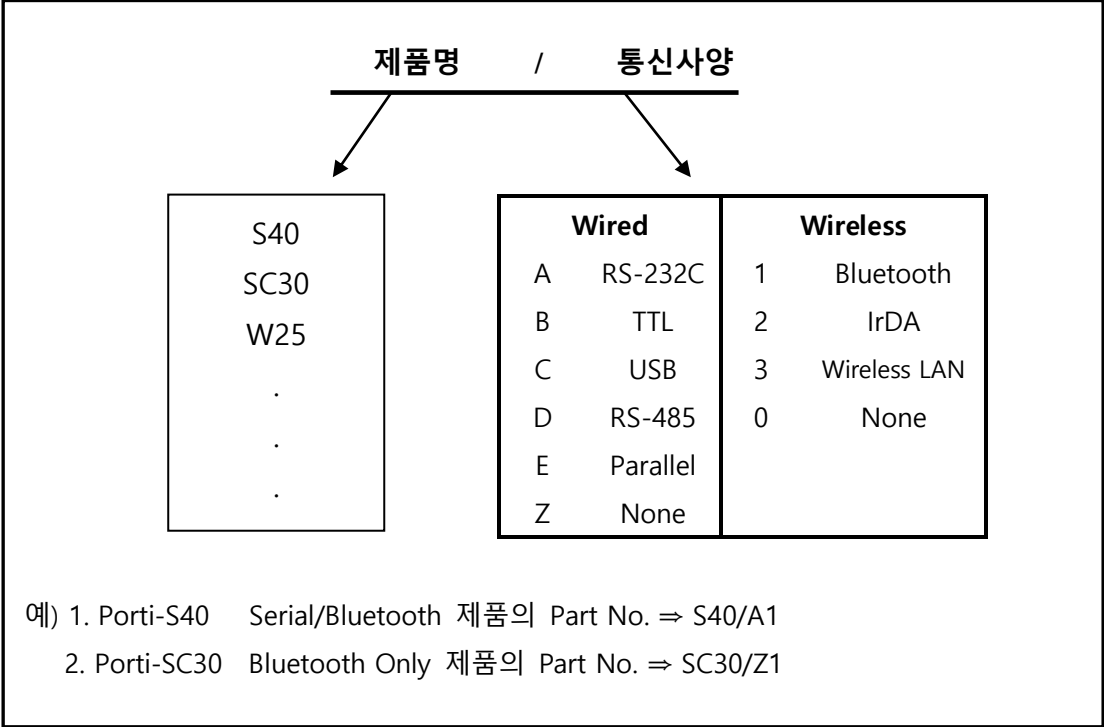 제품명 / 통신사양
S40
SC30
W25
.
.
.
Wired Wireless
A RS-232C 1 Bluetooth
B TTL 2 IrDA
C USB 3 Wireless LAN
D RS-485 0 None
E Parallel
Z None
예) 1. Porti-S40 Serial/Bluetooth 제품의 Part No. ⇒ S40/A1
2. Porti-SC30 Bluetooth Only 제품의 Part No. ⇒ SC30/Z1